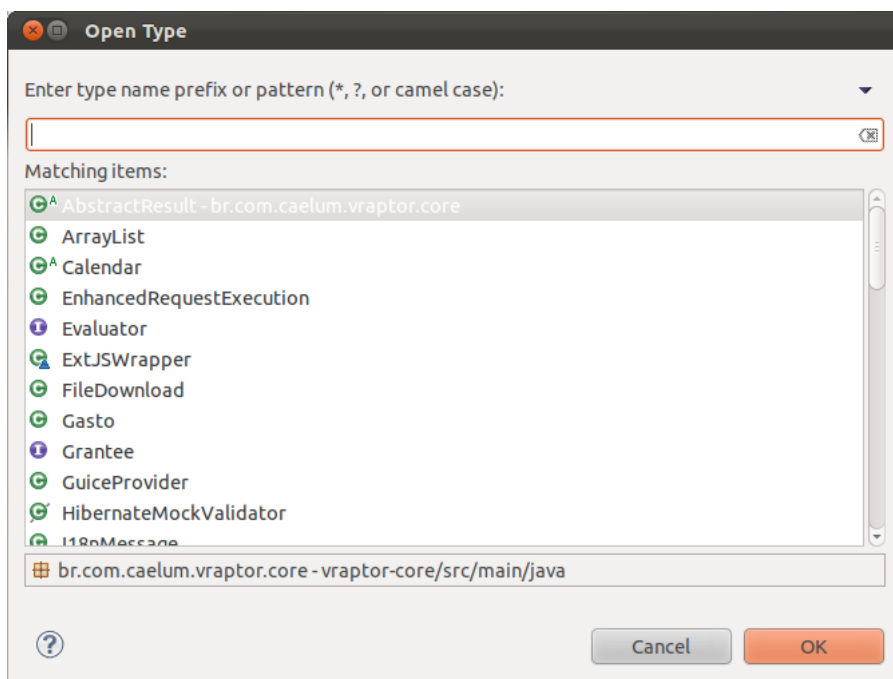 Open Type
Enter type name prefix or pattern (*, ?, or camel case):
Matching items:
AbstractResult - br.com.caelum.vraptor.core
ArrayList
Calendar
EnhancedRequestExecution
Evaluator
ExtJSWrapper
FileDownload
Gasto
Grantee
GuiceProvider
HibernateMockValidator
I18nMessage
br.com.caelum.vraptor.core - vraptor-core/src/main/java
Cancel OK